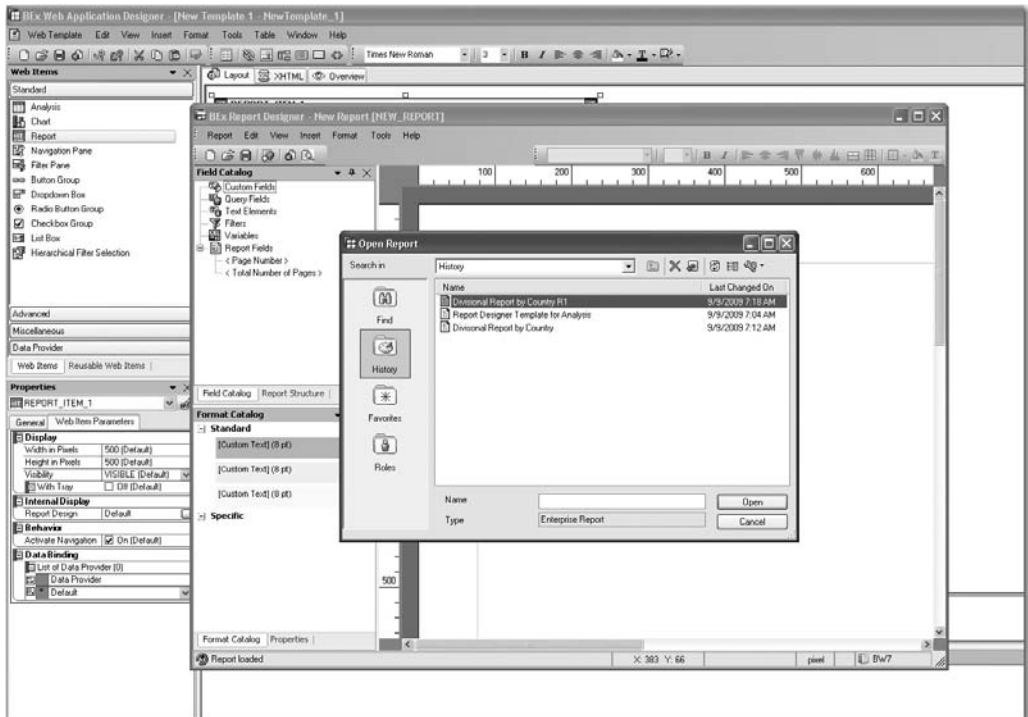 BEx Web Application Designer - [New Template 1 - NewTemplate_1]
Web Template Edit View Insert Format Tools Table Window Help
Times New Roman 3
Web Items
Layout XHTML Overview
Standard
REPORT_ITEM_1
Analysis
Chart
Report
Navigation Pane
Filter Pane
Button Group
Dropdown Box
Radio Button Group
Checkbox Group
List Box
Hierarchical Filter Selection
Advanced
Miscellaneous
Data Provider
Web Items Reusable Web Items
Properties
REPORT_ITEM_1
General Web Item Parameters
Display
Width in Pixels 500 (Default)
Height in Pixels 500 (Default)
Visibility VISIBLE (Default)
With Tray Off (Default)
Internal Display
Report Design Default
Behavior
Activate Navigation On (Default)
Data Binding
List of Data Provider (0)
Data Provider
Default
BEx Report Designer - New Report [NEW_REPORT]
Report Edit View Insert Format Tools Help
Field Catalog
100 200 300 400 500 600
Custom Fields
Query Fields
Text Elements
Filters
Variables
Report Fields
< Page Number >
< Total Number of Pages >
Field Catalog Report Structure
Format Catalog
Standard
[Custom Text] (8 pt)
[Custom Text] (8 pt)
[Custom Text] (8 pt)
Specific
500
Format Catalog Properties
Report loaded X: 383 Y: 66 pixel BW7
Open Report
Search in History
Name Last Changed On
Divisional Report by Country R1 9/9/2009 7:18 AM
Report Designer Template for Analysis 9/9/2009 7:04 AM
Divisional Report by Country 9/9/2009 7:12 AM
Find
History
Favorites
Roles
Name Open
Type Enterprise Report Cancel